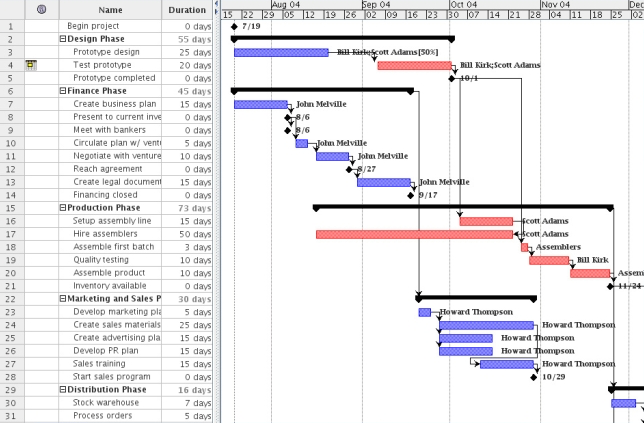 Name Duration Aug 04 Sep 04 Oct 04 Nov 04 Dec
15 22 29 05 12 19 26 02 09 16 23 30 07 14 21 28 04 11 18 25 02
1 Begin project 0 days 7/19
2 Design Phase 55 days
3 Prototype design 25 days Bill Kirk;Scott Adams[50%]
4 Test prototype 20 days Bill Kirk;Scott Adams
5 Prototype completed 0 days 10/1
6 Finance Phase 45 days
7 Create business plan 15 days John Melville
8 Present to current inve 0 days 8/6
9 Meet with bankers 0 days 8/6
10 Circulate plan w/ vent 5 days John Melville
11 Negotiate with venture 10 days John Melville
12 Reach agreement 0 days 8/27
13 Create legal document 15 days John Melville
14 Financing closed 0 days 9/17
15 Production Phase 73 days
16 Setup assembly line 15 days Scott Adams
17 Hire assemblers 50 days Scott Adams
18 Assemble first batch 3 days Assemblers
19 Quality testing 10 days Bill Kirk
20 Assemble product 10 days Assem
21 Inventory available 0 days 11/24
22 Marketing and Sales P 30 days
23 Develop marketing pla 5 days Howard Thompson
24 Create sales materials 25 days Howard Thompson
25 Create advertising pla 15 days Howard Thompson
26 Develop PR plan 15 days Howard Thompson
27 Sales training 15 days Howard Thompson
28 Start sales program 0 days 10/29
29 Distribution Phase 16 days
30 Stock warehouse 7 days
31 Process orders 5 days